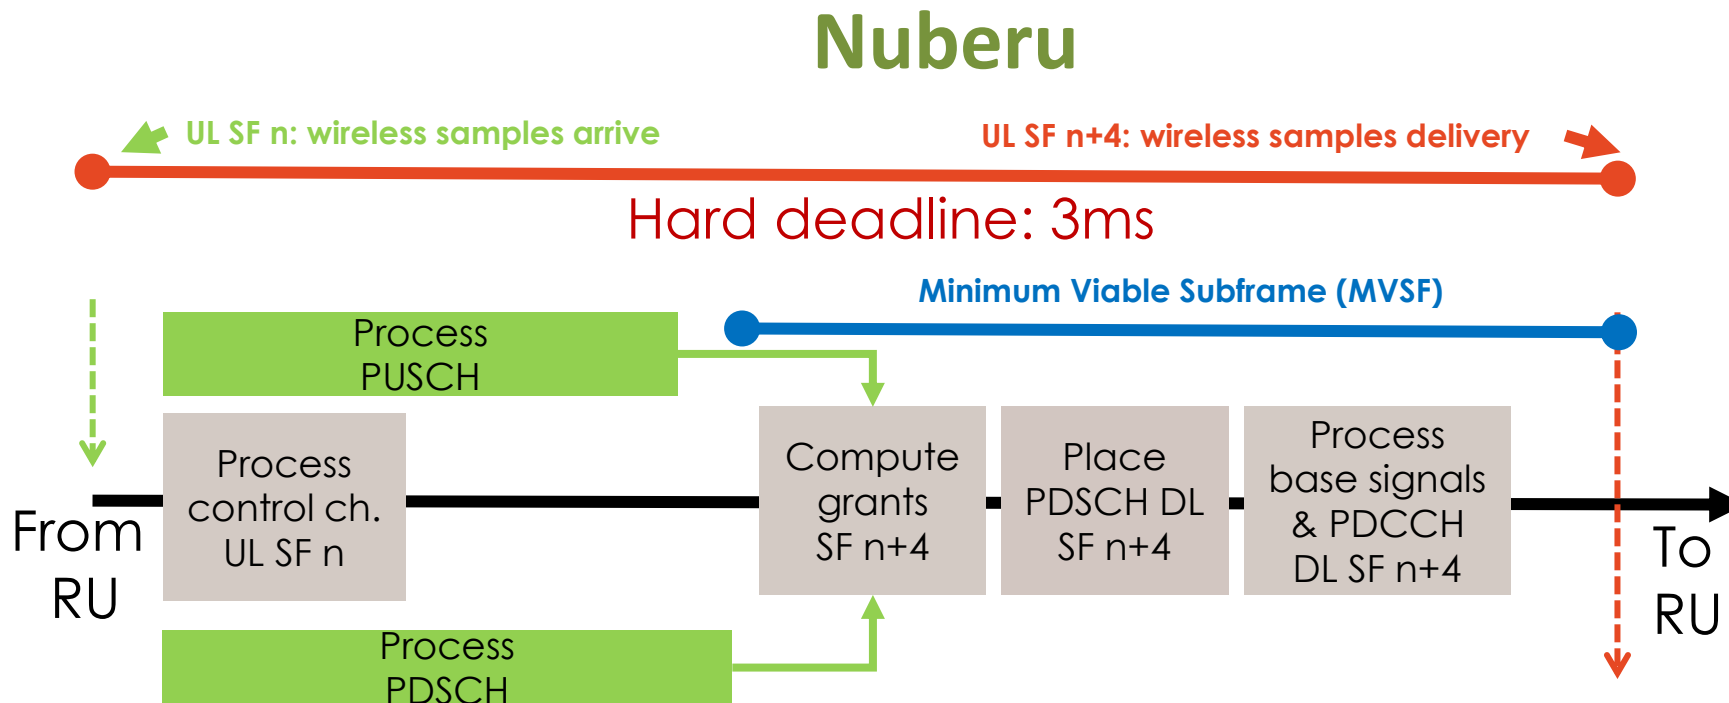 Nuberu
UL SF n: wireless samples arrive
UL SF n+4: wireless samples delivery
Hard deadline: 3ms
Minimum Viable Subframe (MVSF)
Process
PUSCH
From
RU
Process
control ch.
UL SF n
Compute
grants
SF n+4
Place
PDSCH DL
SF n+4
Process
base signals
& PDCCH
DL SF n+4
To
RU
Process
PDSCH